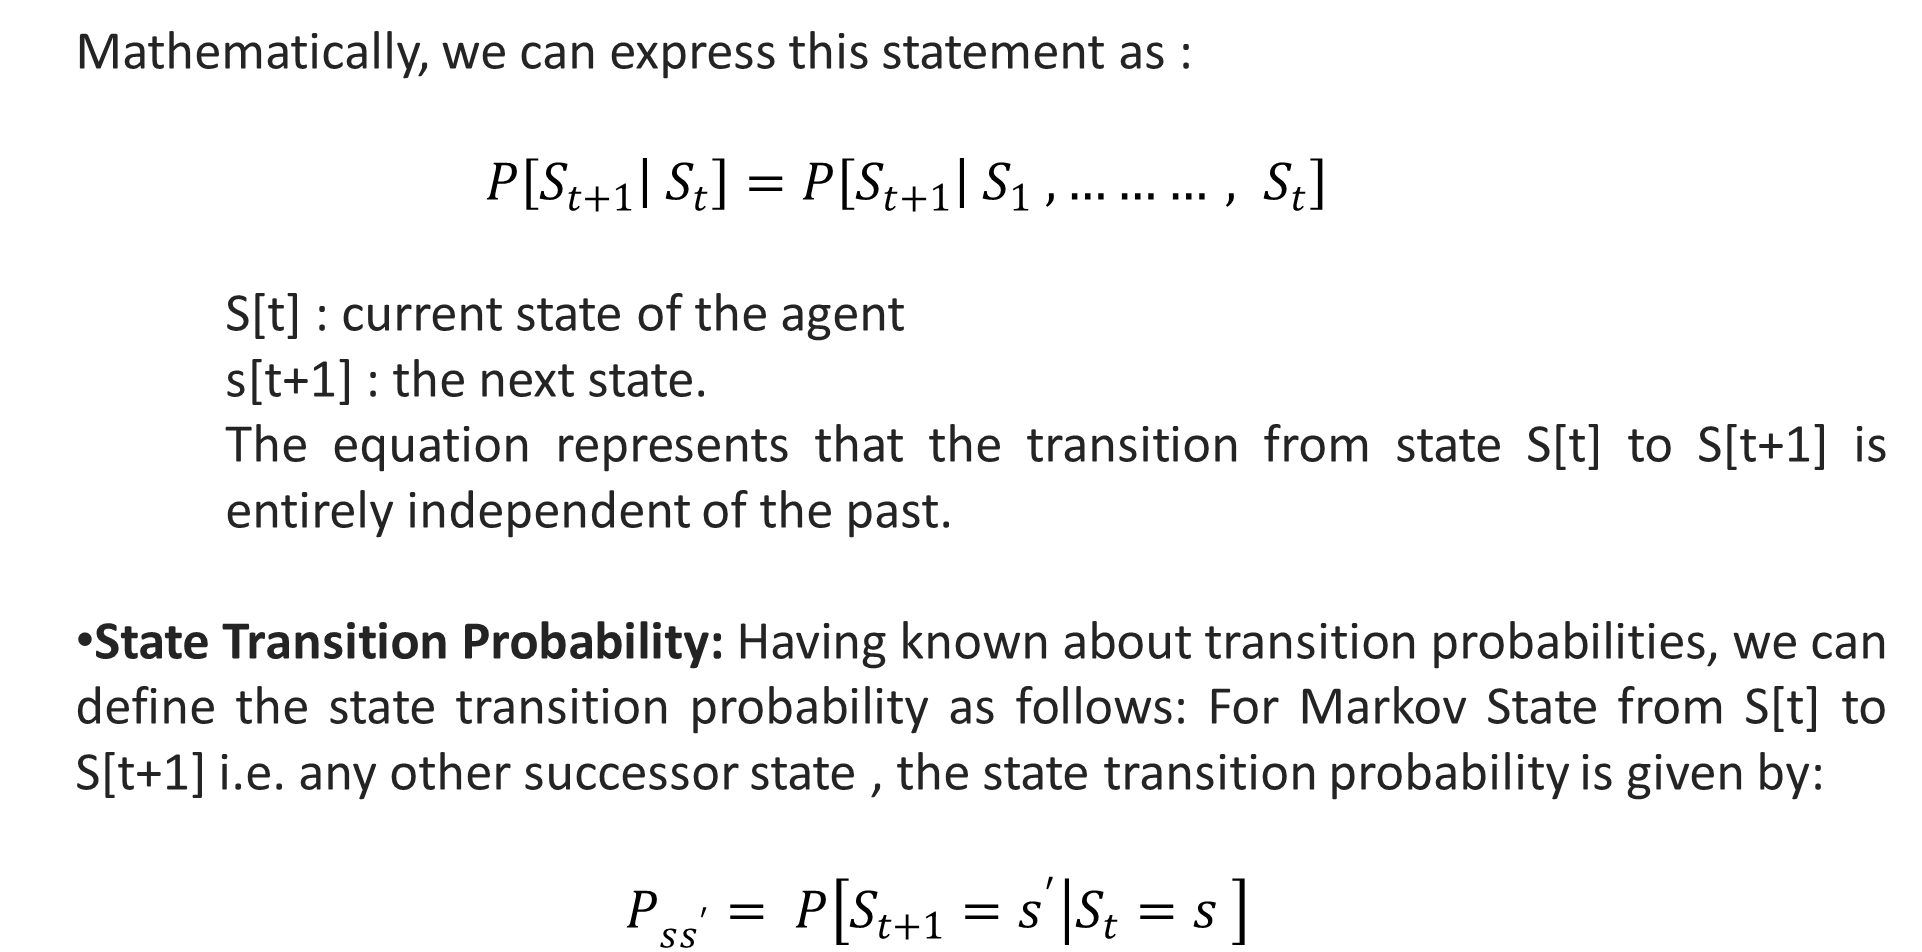 Mathematically, we can express this statement as :
P[S_{t+1}| S_t] = P[S_{t+1}| S_1 , … … … , S_t]
S[t] : current state of the agent
s[t+1] : the next state.
The equation represents that the transition from state S[t] to S[t+1] is
entirely independent of the past.
•State Transition Probability: Having known about transition probabilities, we can
define the state transition probability as follows: For Markov State from S[t] to
S[t+1] i.e. any other successor state , the state transition probability is given by:
P_{ss'} = P[S_{t+1} = s'|S_t = s ]